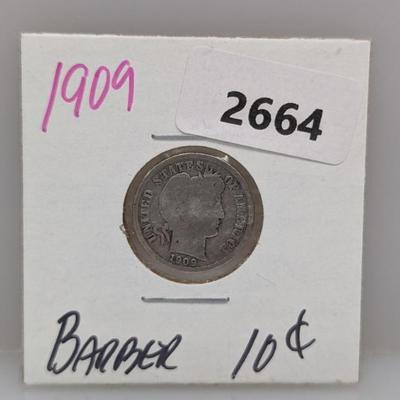 1909
2664
UNITED STATES OF AMERICA
1909
BARBER 10¢